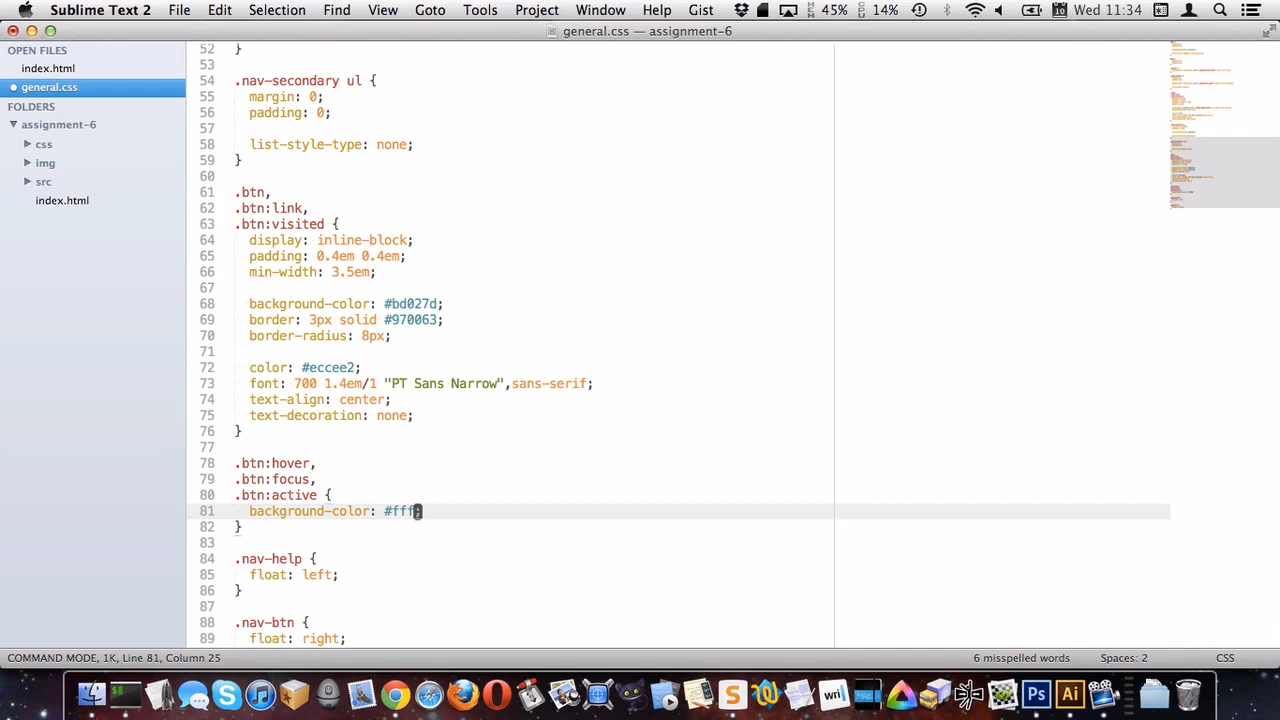 Sublime Text 2 File Edit Selection Find View Goto Tools Project Window Help Gist 45% 14% Wed 11:34
general.css — assignment-6
OPEN FILES
index.html
general.css
FOLDERS
assignment-6
css
img
src
index.html
52 }
53
54 .nav-secondary ul {
55 margin: 0;
56 padding: 0;
57
58 list-style-type: none;
59 }
60
61 .btn,
62 .btn:link,
63 .btn:visited {
64 display: inline-block;
65 padding: 0.4em 0.4em;
66 min-width: 3.5em;
67
68 background-color: #bd027d;
69 border: 3px solid #970063;
70 border-radius: 8px;
71
72 color: #eccee2;
73 font: 700 1.4em/1 "PT Sans Narrow",sans-serif;
74 text-align: center;
75 text-decoration: none;
76 }
77
78 .btn:hover,
79 .btn:focus,
80 .btn:active {
81 background-color: #fff;
82 }
83
84 .nav-help {
85 float: left;
86 }
87
88 .nav-btn {
89 float: right;
COMMAND MODE, 1K, Line 81, Column 25 6 misspelled words Spaces: 2 CSS
wri
Ps
Ai